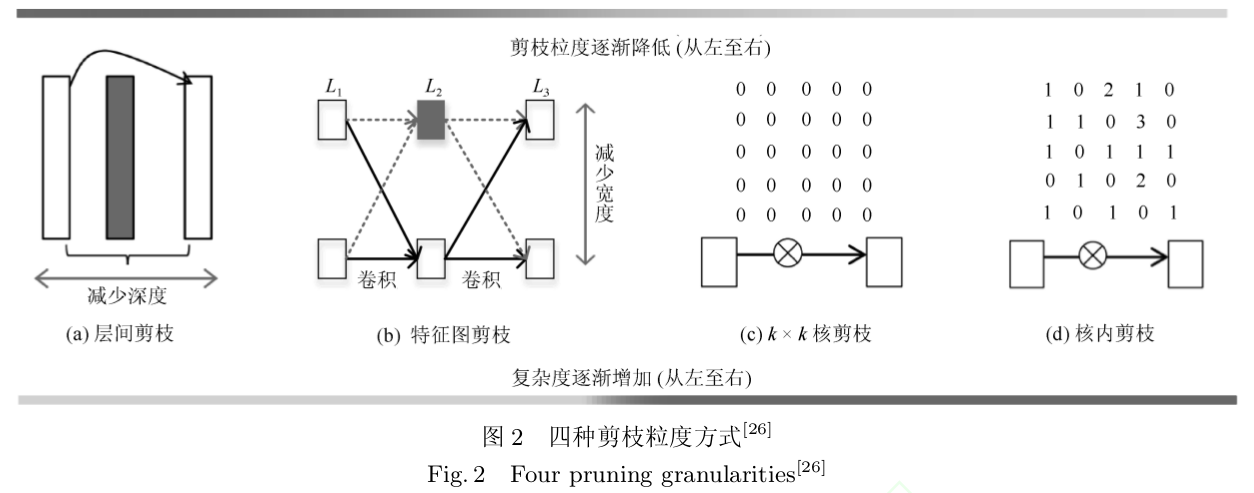 剪枝粒度逐渐降低 (从左至右)
减少深度
(a) 层间剪枝
L1 L2 L3
减少宽度
卷积 卷积
(b) 特征图剪枝
0 0 0 0 0
0 0 0 0 0
0 0 0 0 0
0 0 0 0 0
0 0 0 0 0
(c) k × k 核剪枝
1 0 2 1 0
1 1 0 3 0
1 0 1 1 1
0 1 0 2 0
1 0 1 0 1
(d) 核内剪枝
复杂度逐渐增加 (从左至右)
图 2 四种剪枝粒度方式[26]
Fig. 2 Four pruning granularities[26]